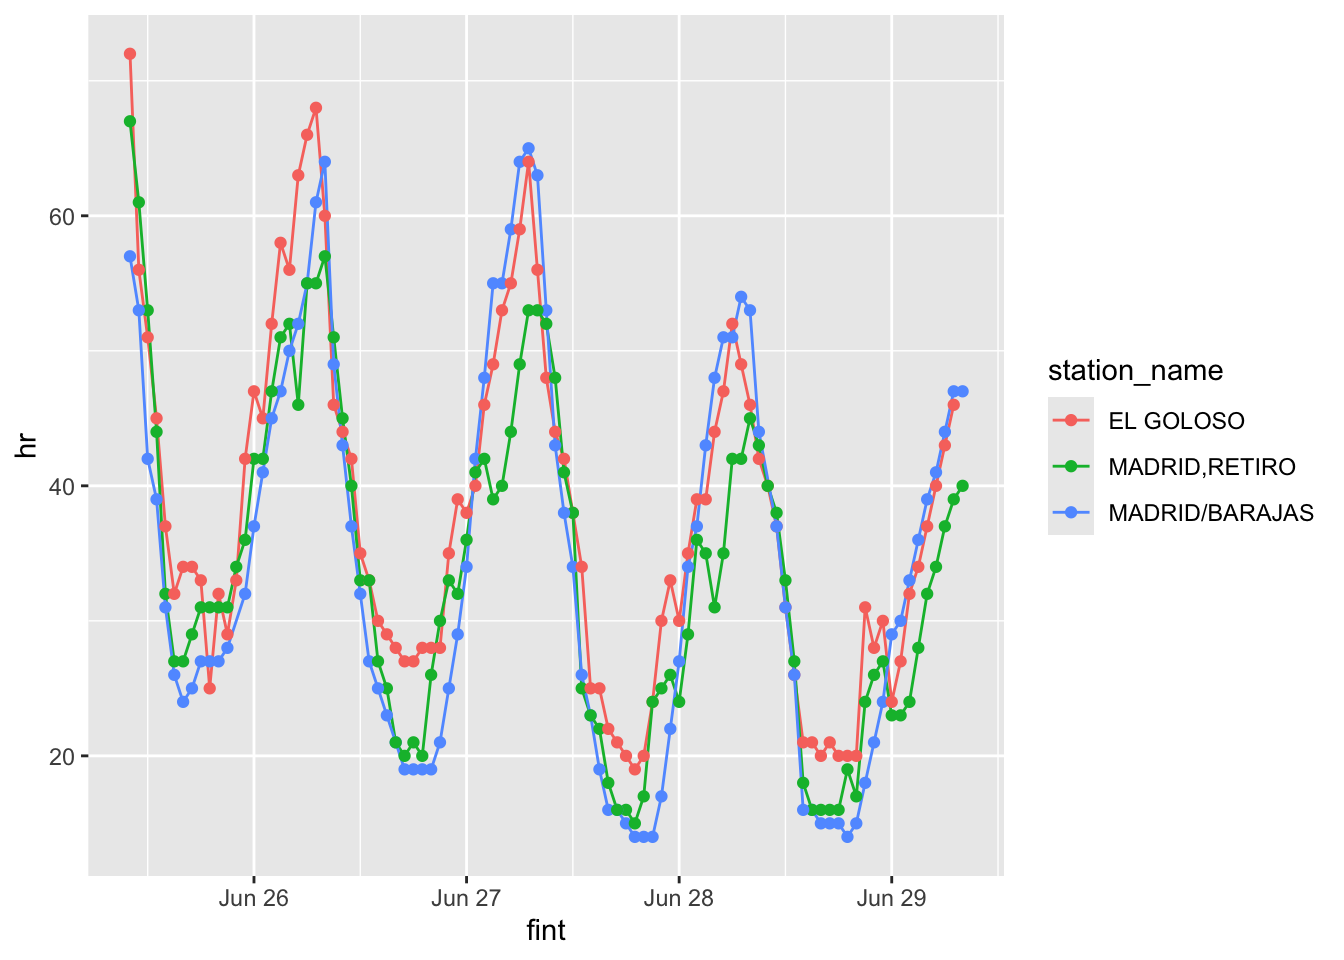 hr
60
40
20
Jun 26
Jun 27
Jun 28
Jun 29
fint
station_name
EL GOLOSO
MADRID,RETIRO
MADRID/BARAJAS